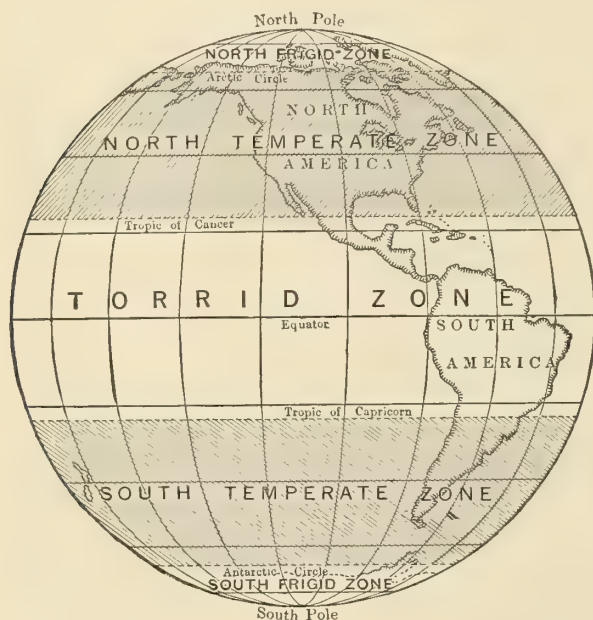 North Pole
NORTH FRIGID ZONE
Arctic Circle
NORTH
NORTH TEMPERATE ZONE
AMERICA
Tropic of Cancer
TORRID ZONE
Equator
SOUTH
AMERICA
Tropic of Capricorn
SOUTH TEMPERATE ZONE
Antarctic Circle
SOUTH FRIGID ZONE
South Pole